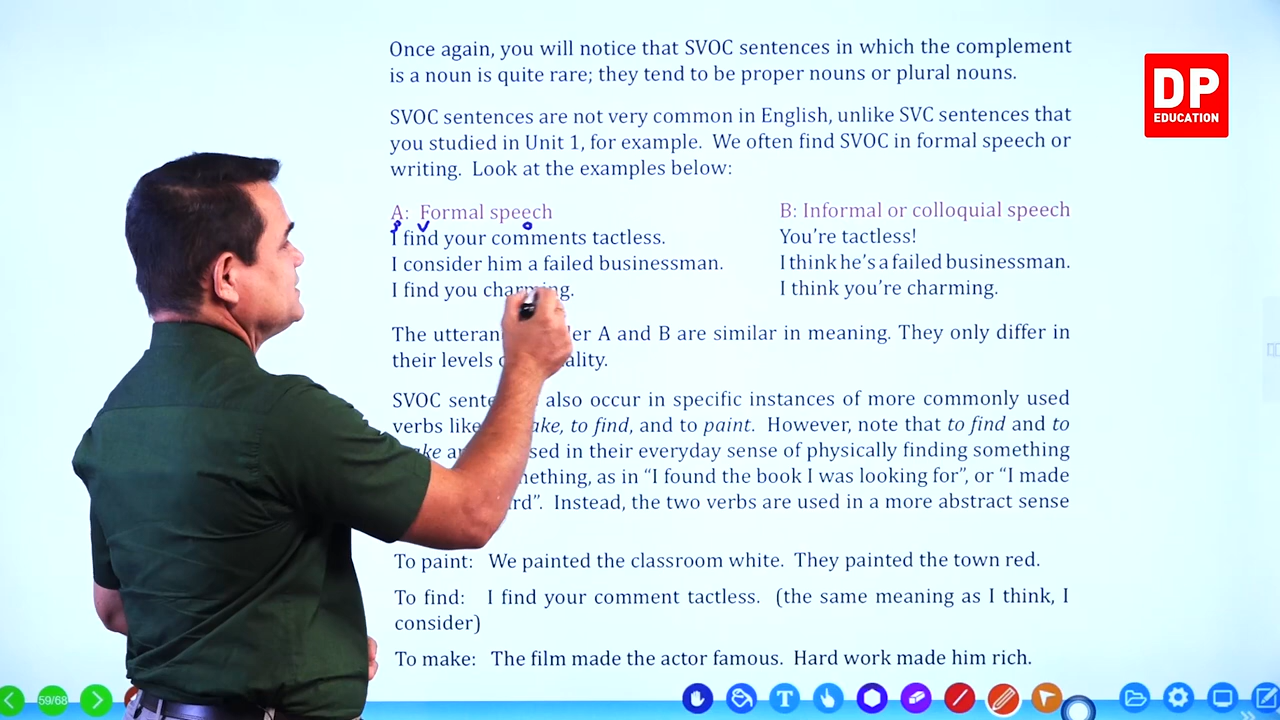 Once again, you will notice that SVOC sentences in which the complement
is a noun is quite rare; they tend to be proper nouns or plural nouns.
DP
EDUCATION
SVOC sentences are not very common in English, unlike SVC sentences that
you studied in Unit 1, for example. We often find SVOC in formal speech or
writing. Look at the examples below:
A: Formal speech
S V O
I find your comments tactless.
I consider him a failed businessman.
I find you charming.
B: Informal or colloquial speech
You're tactless!
I think he's a failed businessman.
I think you're charming.
The A and B are similar in meaning. They only differ in
their levels
SVOC also occur in specific instances of more commonly used
verbs like to find, and to paint. However, note that to find and to
in their everyday sense of physically finding something
as in “I found the book I was looking for”, or “I made
Instead, the two verbs are used in a more abstract sense
To paint: We painted the classroom white. They painted the town red.
To find: I find your comment tactless. (the same meaning as I think, I
consider)
To make: The film made the actor famous. Hard work made him rich.
59/68
T